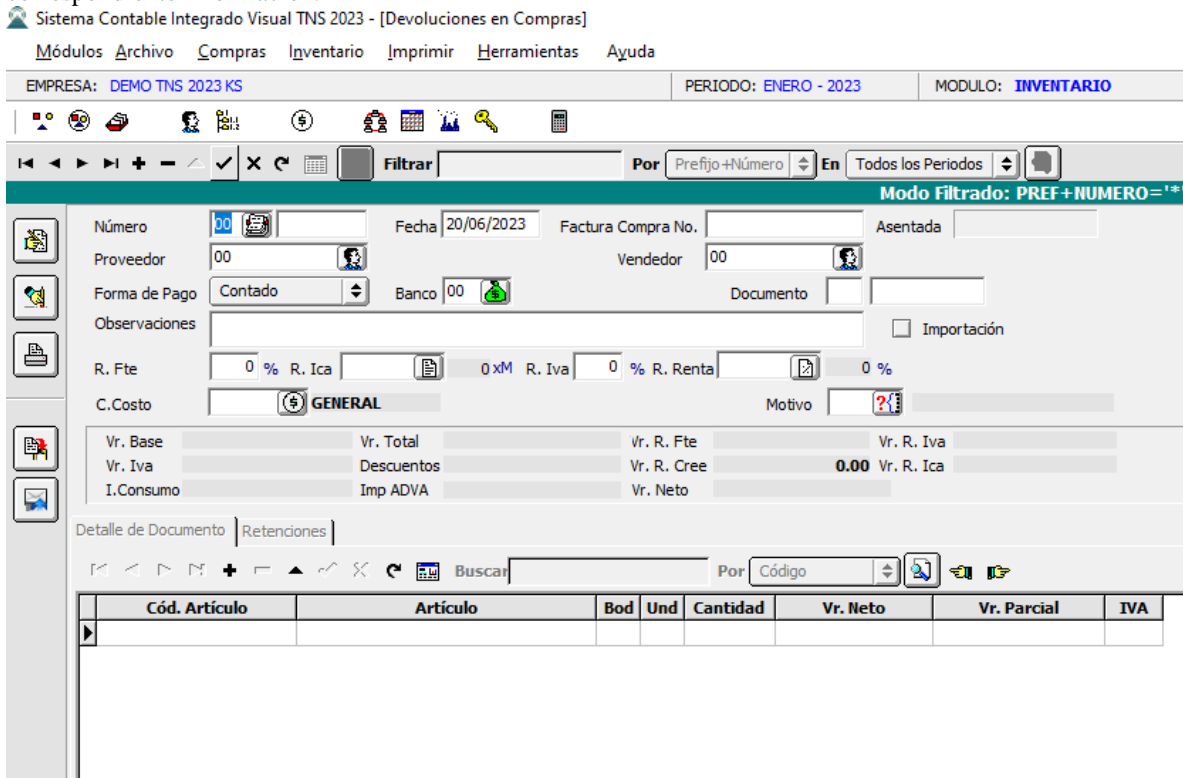 Sistema Contable Integrado Visual TNS 2023 - [Devoluciones en Compras]
Módulos Archivo Compras Inventario Imprimir Herramientas Ayuda
EMPRESA: DEMO TNS 2023 KS PERIODO: ENERO - 2023 MODULO: INVENTARIO
Filtrar Por Prefijo+Número En Todos los Periodos
Modo Filtrado: PREF+NUMERO='*'
Número 00 Fecha 20/06/2023 Factura Compra No. Asentada
Proveedor 00 Vendedor 00
Forma de Pago Contado Banco 00 Documento
Observaciones Importación
R. Fte 0 % R. Ica 0 xM R. Iva 0 % R. Renta 0 %
C.Costo GENERAL Motivo
Vr. Base Vr. Total Vr. R. Fte Vr. R. Iva
Vr. Iva Descuentos Vr. R. Cree 0.00 Vr. R. Ica
I.Consumo Imp ADVA Vr. Neto
Detalle de Documento Retenciones
Buscar Por Código
Cód. Artículo Artículo Bod Und Cantidad Vr. Neto Vr. Parcial IVA